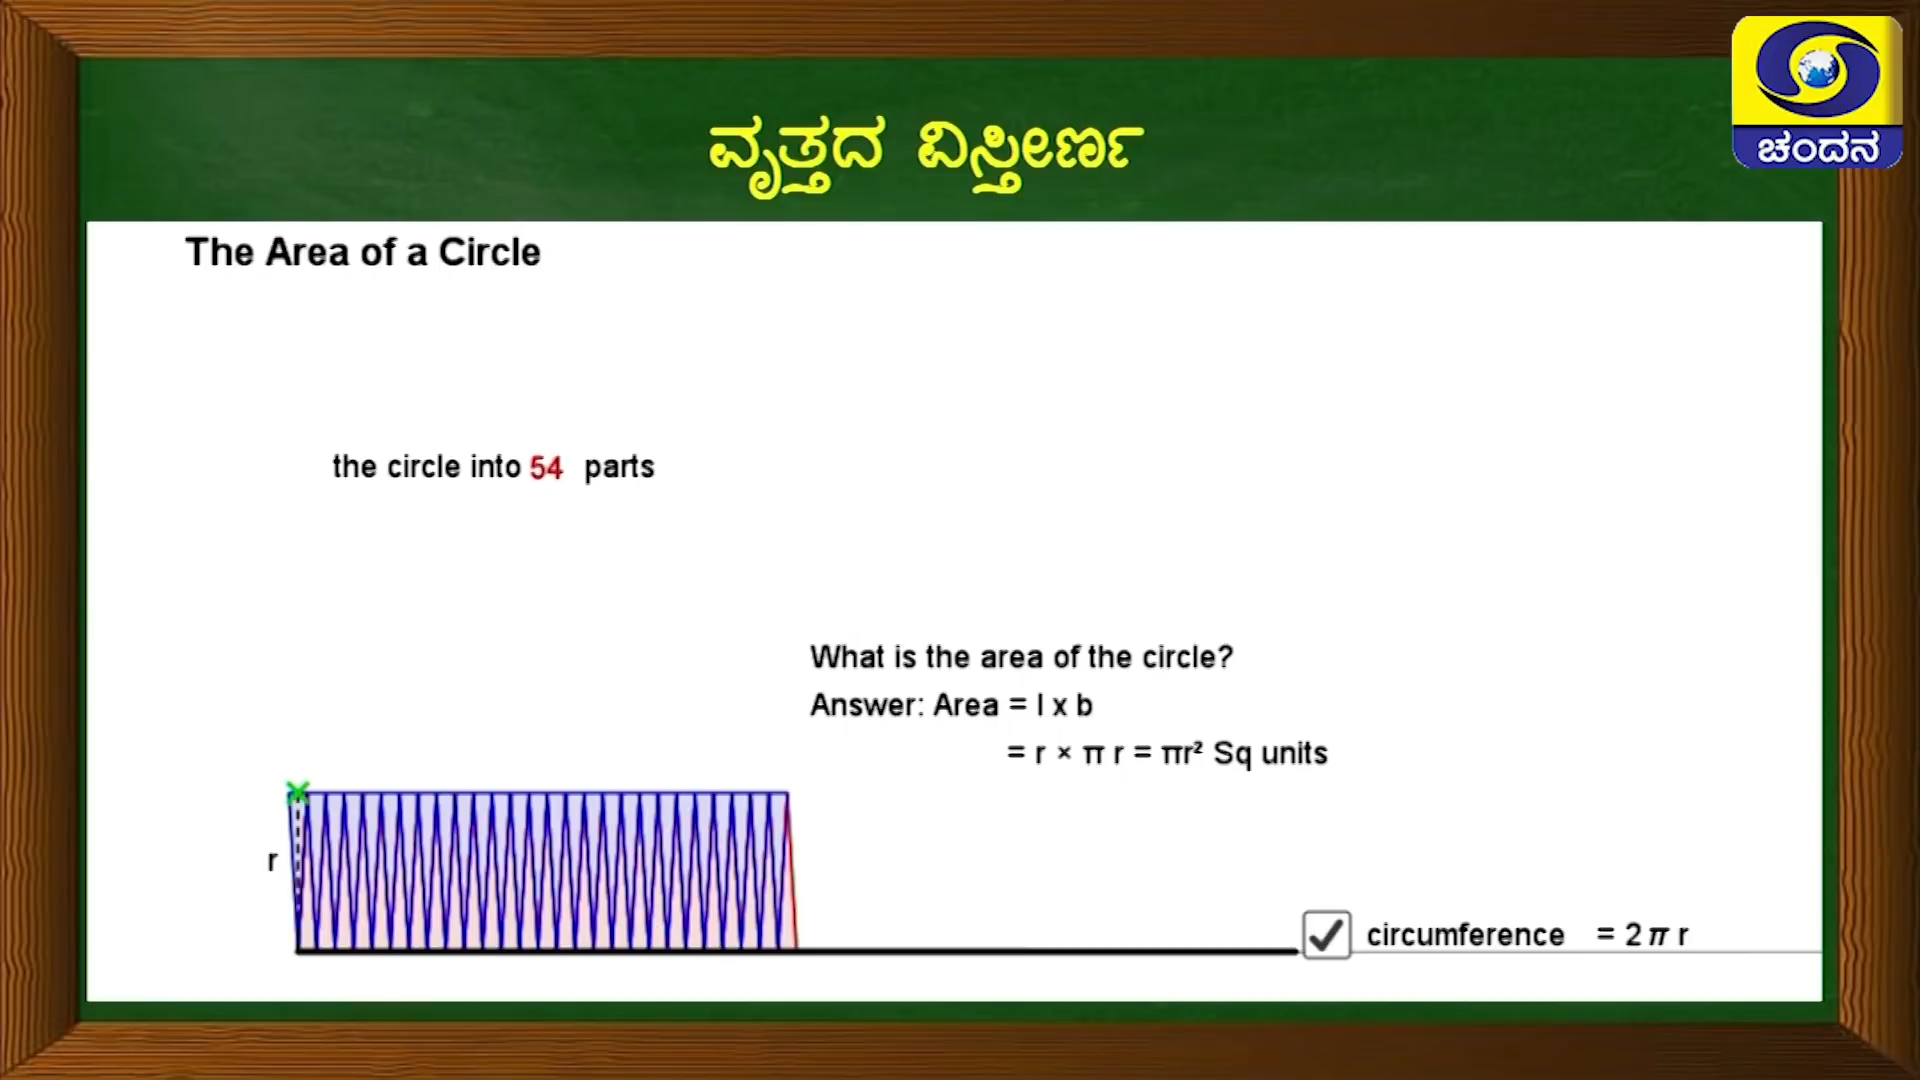 ಚಂದನ
ವೃತ್ತದ ವಿಸ್ತೀರ್ಣ
The Area of a Circle
the circle into 54 parts
What is the area of the circle?
Answer: Area = l x b
= r × π r = πr² Sq units
r
circumference = 2 π r